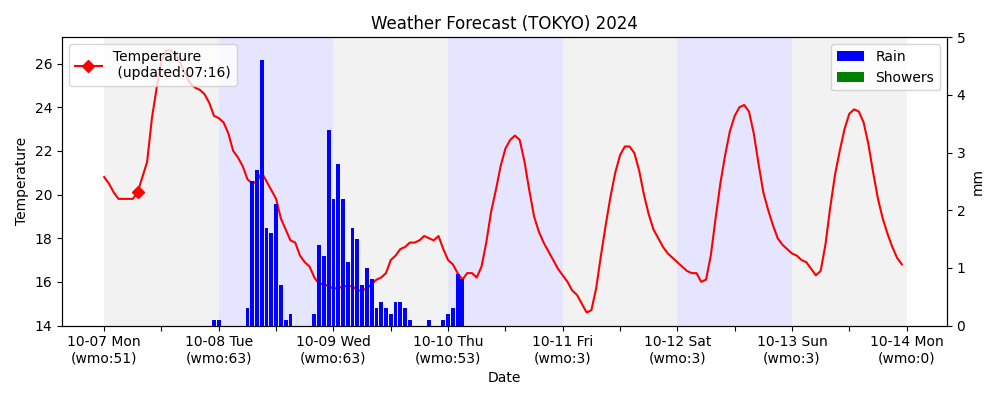 Weather Forecast (TOKYO) 2024
Temperature
(updated:07:16)
Rain
Showers
Temperature
26
24
22
20
18
16
14
5
4
3
2
1
0
mm
10-07 Mon
(wmo:51)
10-08 Tue
(wmo:63)
10-09 Wed
(wmo:63)
10-10 Thu
(wmo:53)
10-11 Fri
(wmo:3)
10-12 Sat
(wmo:3)
10-13 Sun
(wmo:3)
10-14 Mon
(wmo:0)
Date